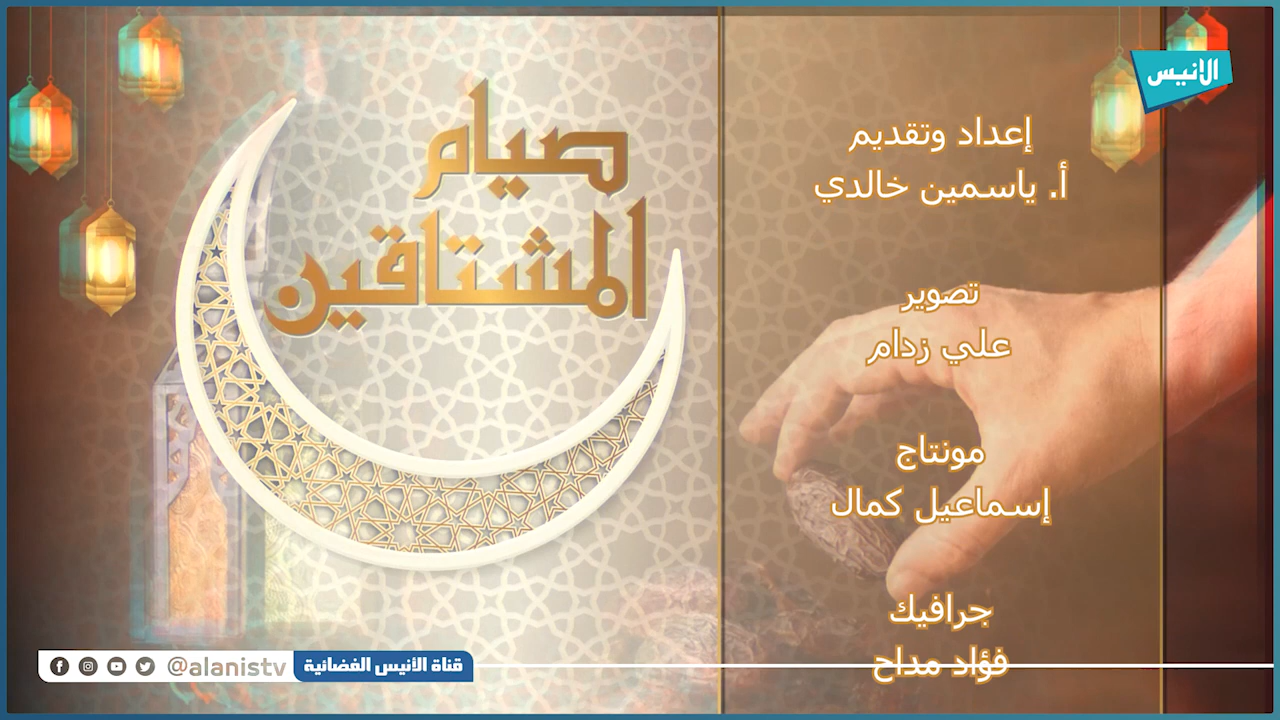 الانيس
صيام
المشتاقين
إعداد وتقديم
أ. ياسمين خالدي
تصوير
علي زدام
مونتاج
إسماعيل كمال
جرافيك
فؤاد مداح
@alanistv قناة الأنيس الفضائية